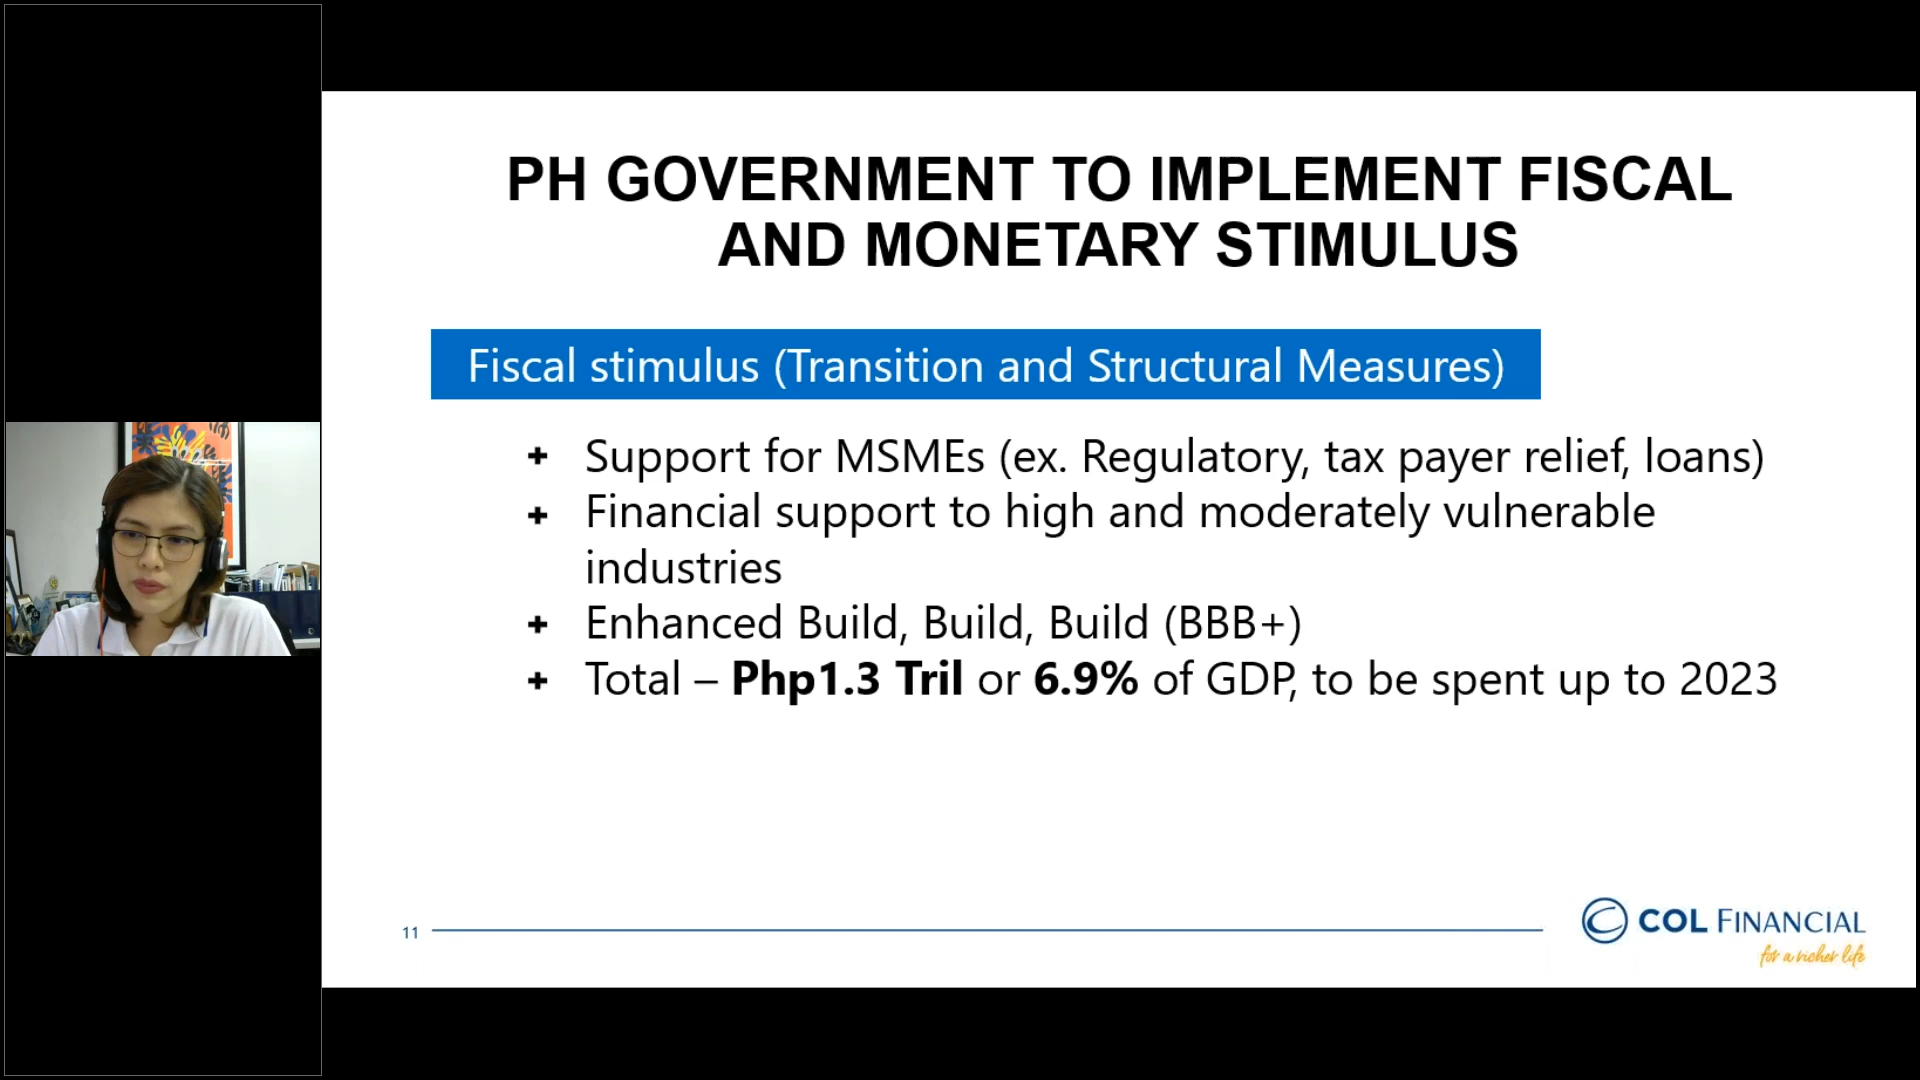 PH GOVERNMENT TO IMPLEMENT FISCAL
AND MONETARY STIMULUS
Fiscal stimulus (Transition and Structural Measures)
+ Support for MSMEs (ex. Regulatory, tax payer relief, loans)
+ Financial support to high and moderately vulnerable
industries
+ Enhanced Build, Build, Build (BBB+)
+ Total – Php1.3 Tril or 6.9% of GDP, to be spent up to 2023
11
COL FINANCIAL
for a richer life